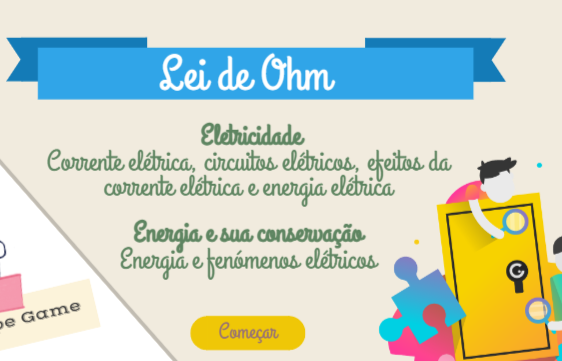 Lei de Ohm
Eletricidade
Corrente elétrica, circuitos elétricos, efeitos da
corrente elétrica e energia elétrica
Energia e sua conservação
Energia e fenómenos elétricos
Game
Começar